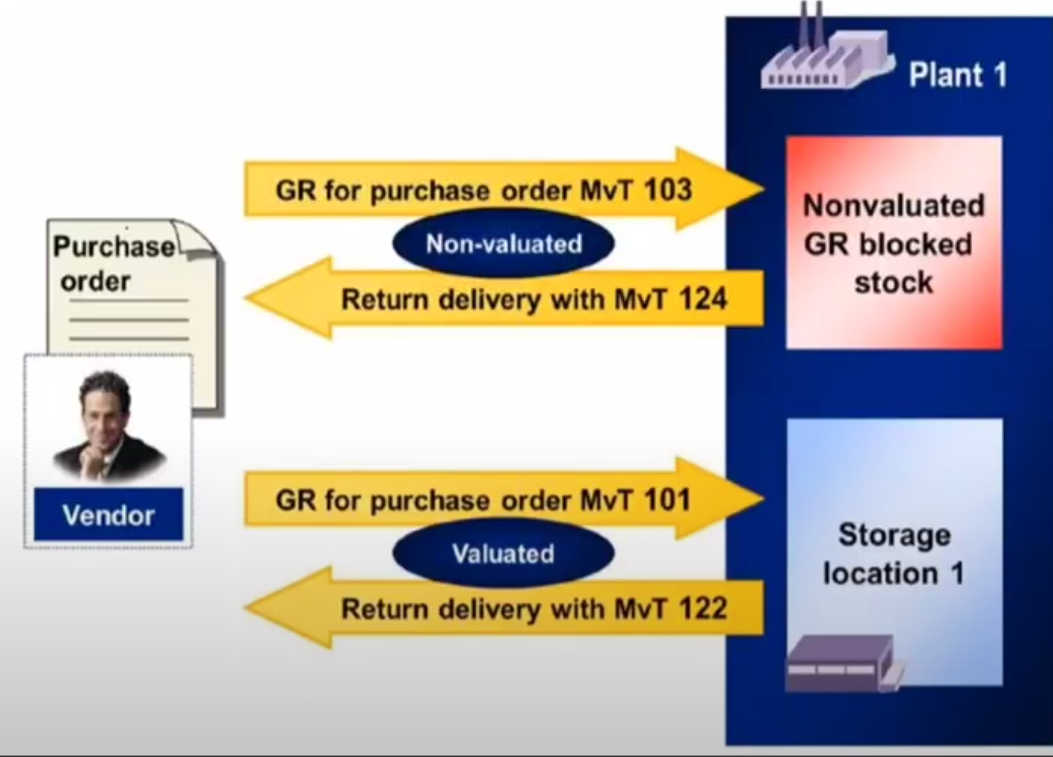 Plant 1
GR for purchase order MvT 103
Non-valuated
Return delivery with MvT 124
Nonvaluated
GR blocked
stock
Purchase
order
Vendor
GR for purchase order MvT 101
Valuated
Return delivery with MvT 122
Storage
location 1